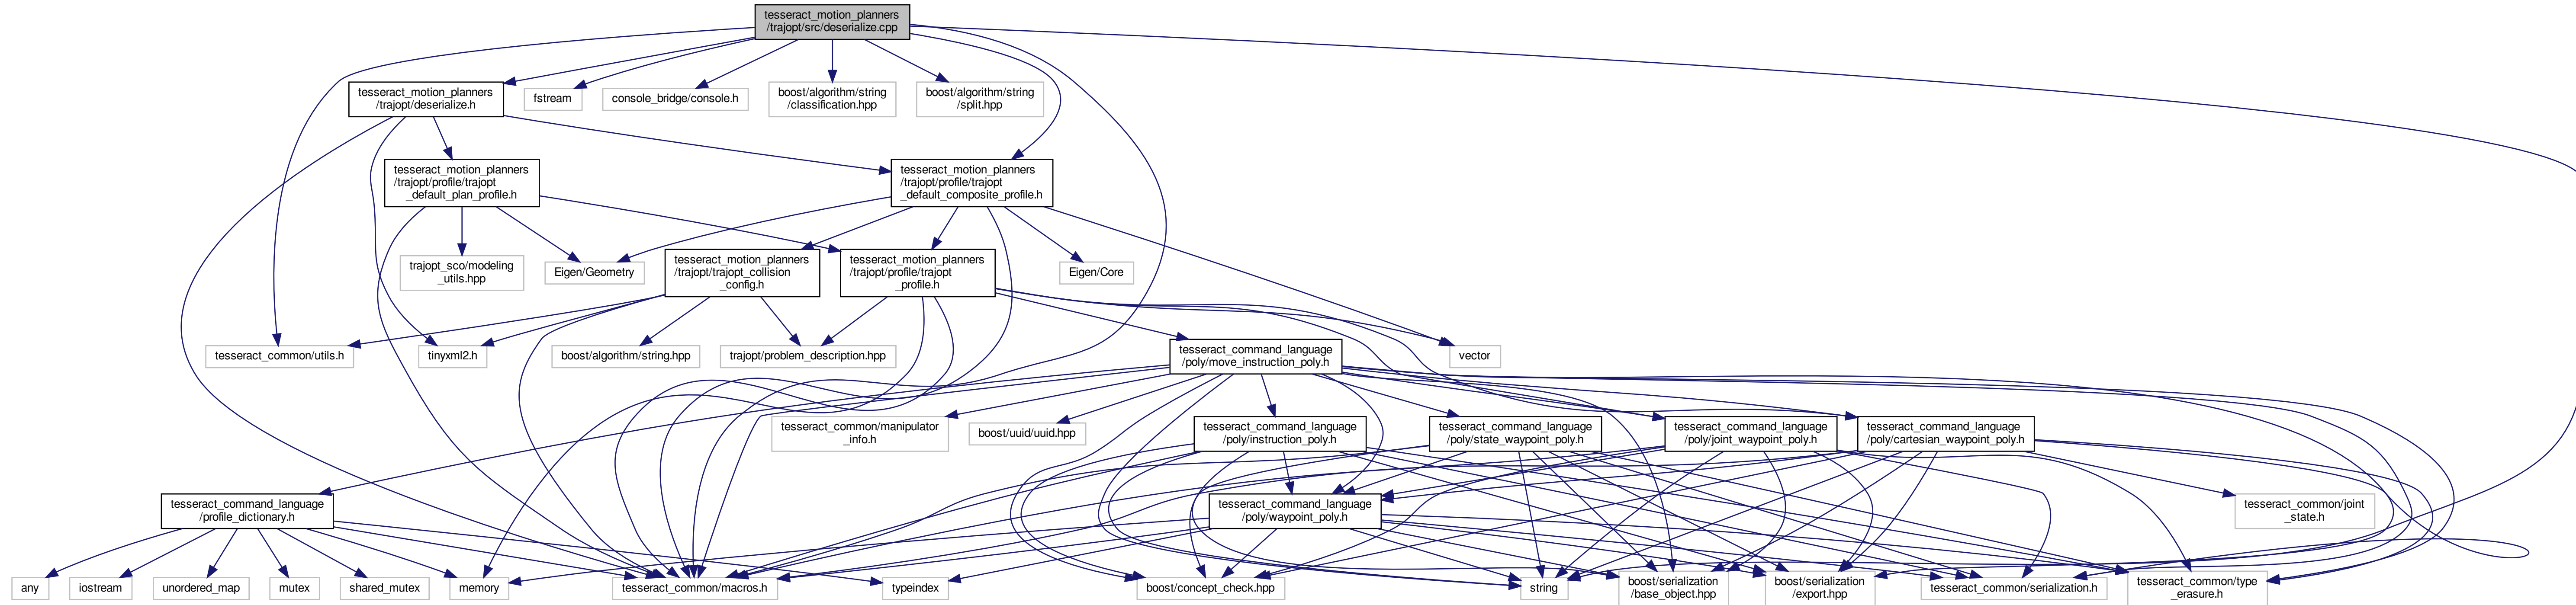 tesseract_motion_planners
/trajopt/src/deserialize.cpp
tesseract_motion_planners
/trajopt/deserialize.h
fstream
console_bridge/console.h
boost/algorithm/string
/classification.hpp
boost/algorithm/string
/split.hpp
tesseract_motion_planners
/trajopt/profile/trajopt
_default_plan_profile.h
tesseract_motion_planners
/trajopt/profile/trajopt
_default_composite_profile.h
trajopt_sco/modeling
_utils.hpp
Eigen/Geometry
tesseract_motion_planners
/trajopt/trajopt_collision
_config.h
tesseract_motion_planners
/trajopt/profile/trajopt
_profile.h
Eigen/Core
tesseract_common/utils.h
tinyxml2.h
boost/algorithm/string.hpp
trajopt/problem_description.hpp
tesseract_command_language
/poly/move_instruction_poly.h
vector
tesseract_common/manipulator
_info.h
boost/uuid/uuid.hpp
tesseract_command_language
/poly/instruction_poly.h
tesseract_command_language
/poly/state_waypoint_poly.h
tesseract_command_language
/poly/joint_waypoint_poly.h
tesseract_command_language
/poly/cartesian_waypoint_poly.h
tesseract_command_language
/profile_dictionary.h
tesseract_command_language
/poly/waypoint_poly.h
tesseract_common/joint
_state.h
any
iostream
unordered_map
mutex
shared_mutex
memory
tesseract_common/macros.h
typeindex
boost/concept_check.hpp
string
boost/serialization
/base_object.hpp
boost/serialization
/export.hpp
tesseract_common/serialization.h
tesseract_common/type
_erasure.h